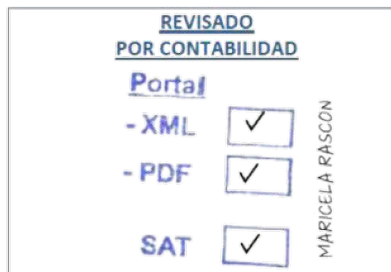 REVISADO
POR CONTABILIDAD
Portal
- XML ✓
- PDF ✓
SAT ✓
MARICELA RASCON